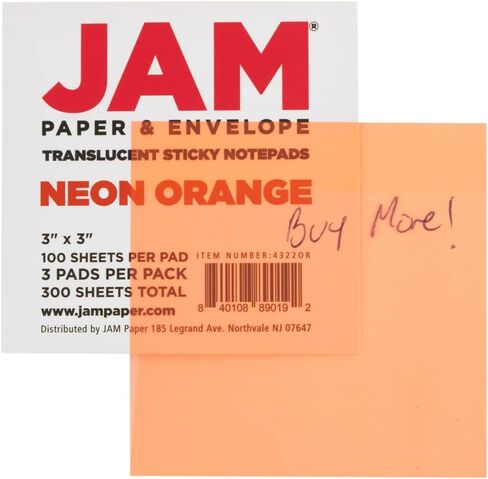 JAM®
PAPER & ENVELOPE
TRANSLUCENT STICKY NOTEPADS
NEON ORANGE
Buy More!
3" x 3"
100 SHEETS PER PAD
3 PADS PER PACK
300 SHEETS TOTAL
www.jampaper.com
ITEM NUMBER:43220R
8 40108 89019 2
Distributed by JAM Paper 185 Legrand Ave. Northvale NJ 07647